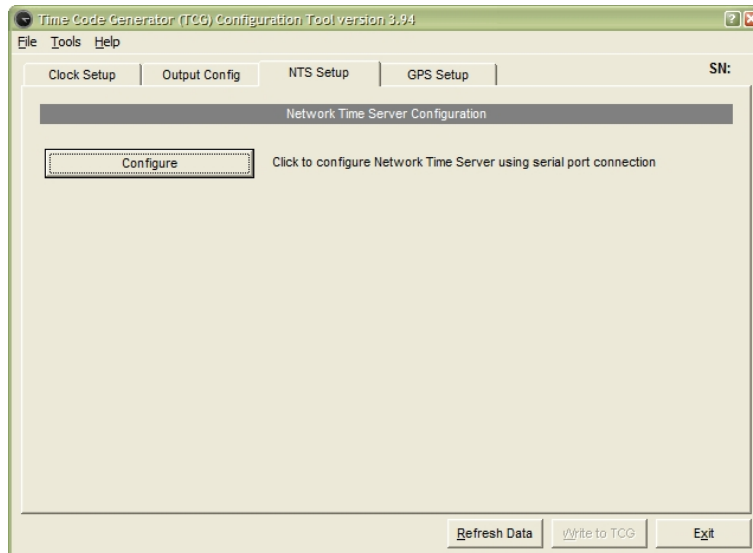 Time Code Generator (TCG) Configuration Tool version 3.94
File Tools Help
Clock Setup Output Config NTS Setup GPS Setup SN:
Network Time Server Configuration
Configure Click to configure Network Time Server using serial port connection
Refresh Data Write to TCG Exit